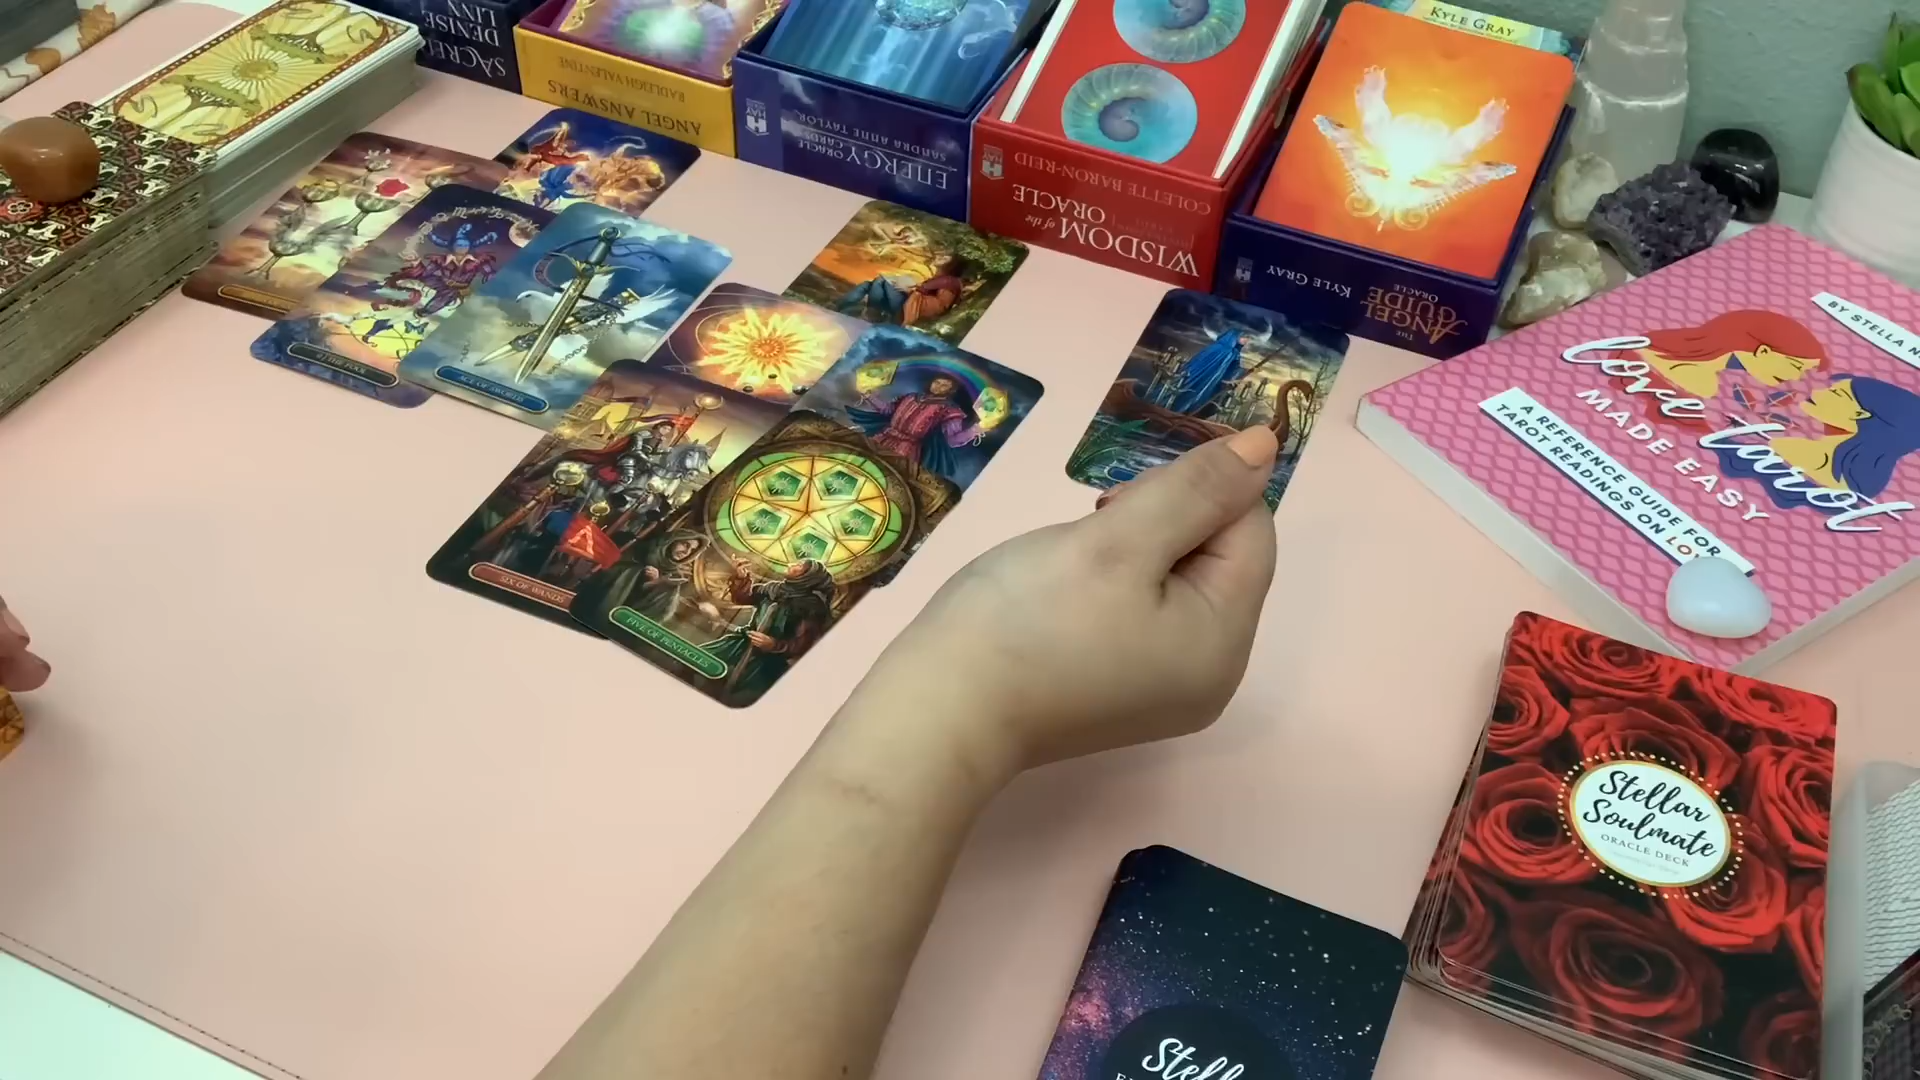 SACRED
DENISE
LINN
ANGEL ANSWERS
RADLEIGH VALENTINE
ENERGY ORACLE
CARDS
SANDRA ANNE TAYLOR
WISDOM of the
ORACLE
COLETTE BARON-REID
KYLE GRAY
THE
ANGEL
GUIDE
ORACLE
KYLE GRAY
BY STELLA N
love tarot
MADE EASY
A REFERENCE GUIDE FOR
TAROT READINGS ON LO
THE FOOL
ACE OF SWORDS
SIX OF WANDS
FIVE OF PENTACLES
Stellar
Soulmate
ORACLE DECK
Stell